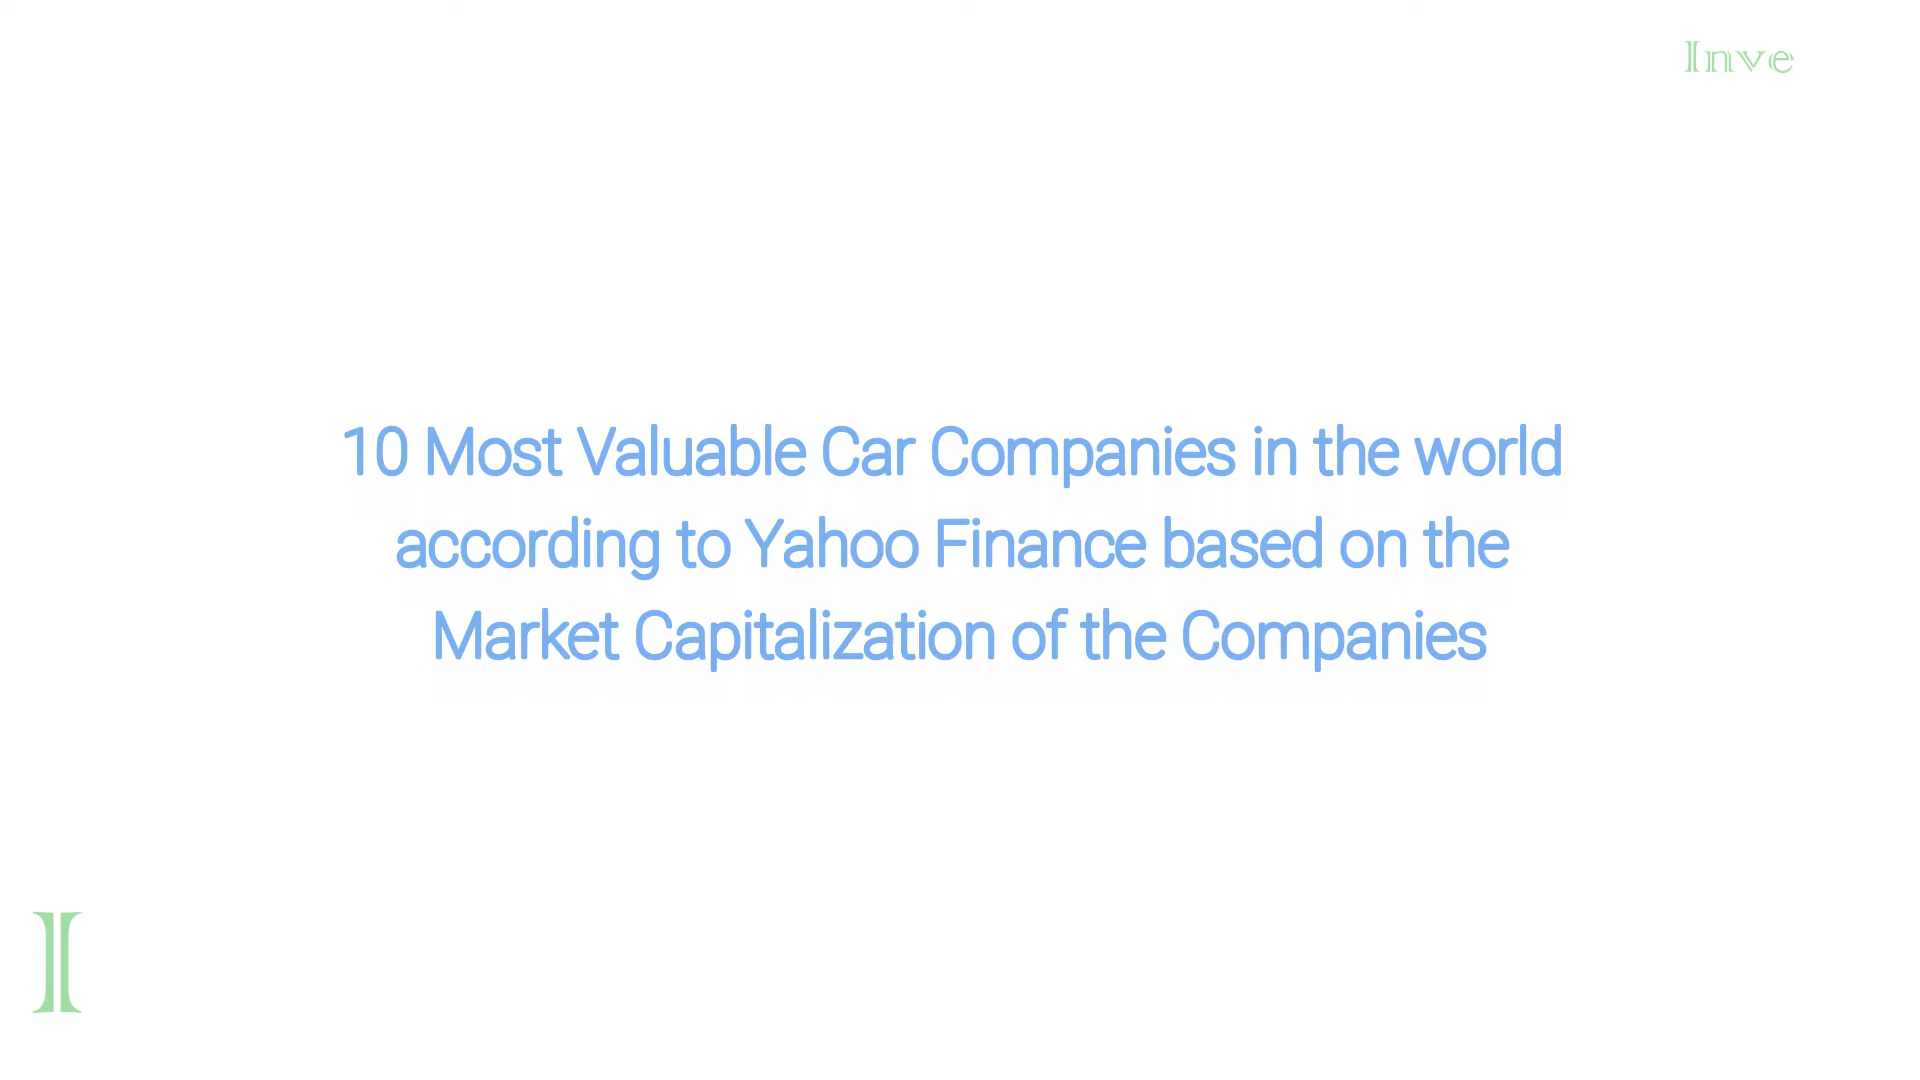 Inve
10 Most Valuable Car Companies in the world
according to Yahoo Finance based on the
Market Capitalization of the Companies
I